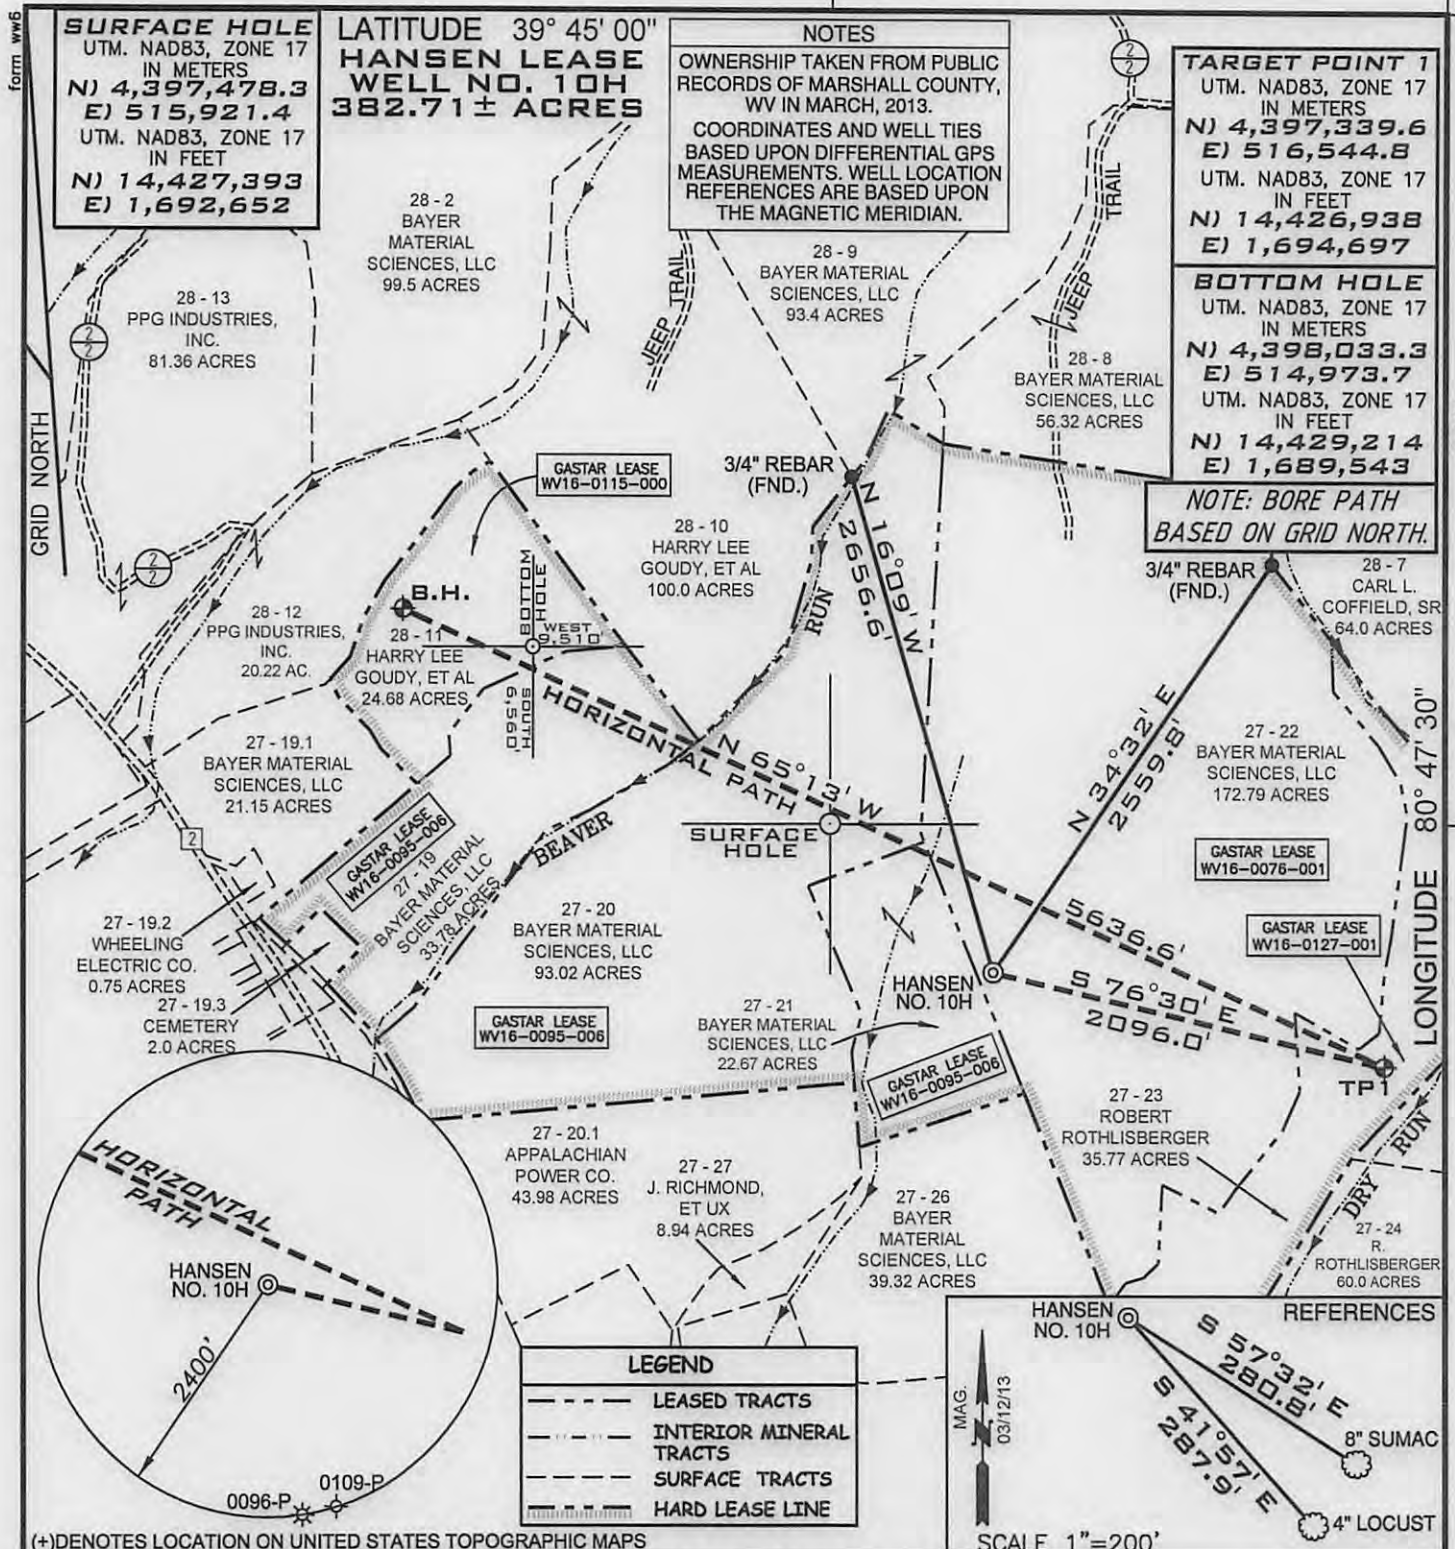 form ww6
SURFACE HOLE
UTM. NAD83, ZONE 17
IN METERS
N) 4,397,478.3
E) 515,921.4
UTM. NAD83, ZONE 17
IN FEET
N) 14,427,393
E) 1,692,652
LATITUDE 39° 45' 00"
HANSEN LEASE
WELL NO. 10H
382.71± ACRES
NOTES
OWNERSHIP TAKEN FROM PUBLIC
RECORDS OF MARSHALL COUNTY,
WV IN MARCH, 2013.
COORDINATES AND WELL TIES
BASED UPON DIFFERENTIAL GPS
MEASUREMENTS. WELL LOCATION
REFERENCES ARE BASED UPON
THE MAGNETIC MERIDIAN.
2
2
TARGET POINT 1
UTM. NAD83, ZONE 17
IN METERS
N) 4,397,339.6
E) 516,544.8
UTM. NAD83, ZONE 17
IN FEET
N) 14,426,938
E) 1,694,697
BOTTOM HOLE
UTM. NAD83, ZONE 17
IN METERS
N) 4,398,033.3
E) 514,973.7
UTM. NAD83, ZONE 17
IN FEET
N) 14,429,214
E) 1,689,543
NOTE: BORE PATH
BASED ON GRID NORTH.
28 - 2
BAYER
MATERIAL
SCIENCES, LLC
99.5 ACRES
28 - 9
BAYER MATERIAL
SCIENCES, LLC
93.4 ACRES
JEEP TRAIL
JEEP TRAIL
28 - 13
PPG INDUSTRIES,
INC.
81.36 ACRES
2
2
28 - 8
BAYER MATERIAL
SCIENCES, LLC
56.32 ACRES
GRID NORTH
GASTAR LEASE
WV16-0115-000
3/4" REBAR
(FND.)
28 - 10
HARRY LEE
GOUDY, ET AL
100.0 ACRES
N 16°09' W
2656.6'
3/4" REBAR
(FND.)
28 - 7
CARL L.
COFFIELD, SR
64.0 ACRES
2
2
B.H.
BOTTOM
HOLE
WEST
9,510'
SOUTH
6,560'
28 - 12
PPG INDUSTRIES,
INC.
20.22 AC.
28 - 11
HARRY LEE
GOUDY, ET AL
24.68 ACRES
RUN
HORIZONTAL PATH
N 65°13' W
N 34°32' E
2559.8'
27 - 22
BAYER MATERIAL
SCIENCES, LLC
172.79 ACRES
LONGITUDE 80° 47' 30"
27 - 19.1
BAYER MATERIAL
SCIENCES, LLC
21.15 ACRES
2
GASTAR LEASE
WV16-0095-006
27 - 19
BAYER MATERIAL
SCIENCES, LLC
33.78 ACRES
BEAVER
SURFACE
HOLE
GASTAR LEASE
WV16-0076-001
27 - 19.2
WHEELING
ELECTRIC CO.
0.75 ACRES
27 - 20
BAYER MATERIAL
SCIENCES, LLC
93.02 ACRES
5636.6'
GASTAR LEASE
WV16-0127-001
HANSEN
NO. 10H
S 76°30' E
2096.0'
27 - 19.3
CEMETERY
2.0 ACRES
GASTAR LEASE
WV16-0095-006
27 - 21
BAYER MATERIAL
SCIENCES, LLC
22.67 ACRES
GASTAR LEASE
WV16-0095-006
TP1
27 - 23
ROBERT
ROTHLISBERGER
35.77 ACRES
DRY RUN
27 - 20.1
APPALACHIAN
POWER CO.
43.98 ACRES
27 - 27
J. RICHMOND,
ET UX
8.94 ACRES
27 - 26
BAYER
MATERIAL
SCIENCES, LLC
39.32 ACRES
27 - 24
R.
ROTHLISBERGER
60.0 ACRES
HORIZONTAL
PATH
HANSEN
NO. 10H
2400'
0096-P
0109-P
LEGEND
LEASED TRACTS
INTERIOR MINERAL
TRACTS
SURFACE TRACTS
HARD LEASE LINE
REFERENCES
HANSEN
NO. 10H
MAG.
03/12/13
S 57°32' E
280.8'
S 41°57' E
287.9'
8" SUMAC
4" LOCUST
SCALE 1"=200'
(+)DENOTES LOCATION ON UNITED STATES TOPOGRAPHIC MAPS